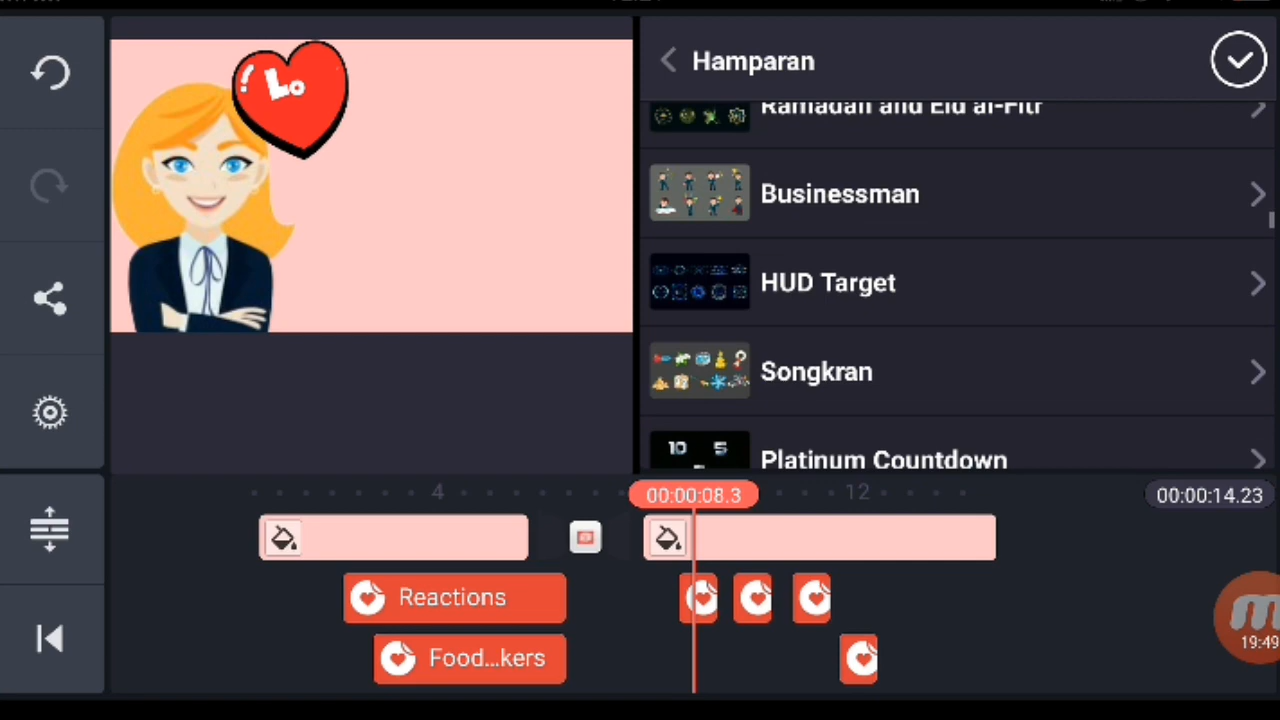 Hamparan
! Lo
Ramadan and Eid al-Fitr
Businessman
HUD Target
Songkran
10 5
Platinum Countdown
4
00:00:08.3
12
00:00:14.23
Reactions
Food...kers
19:49